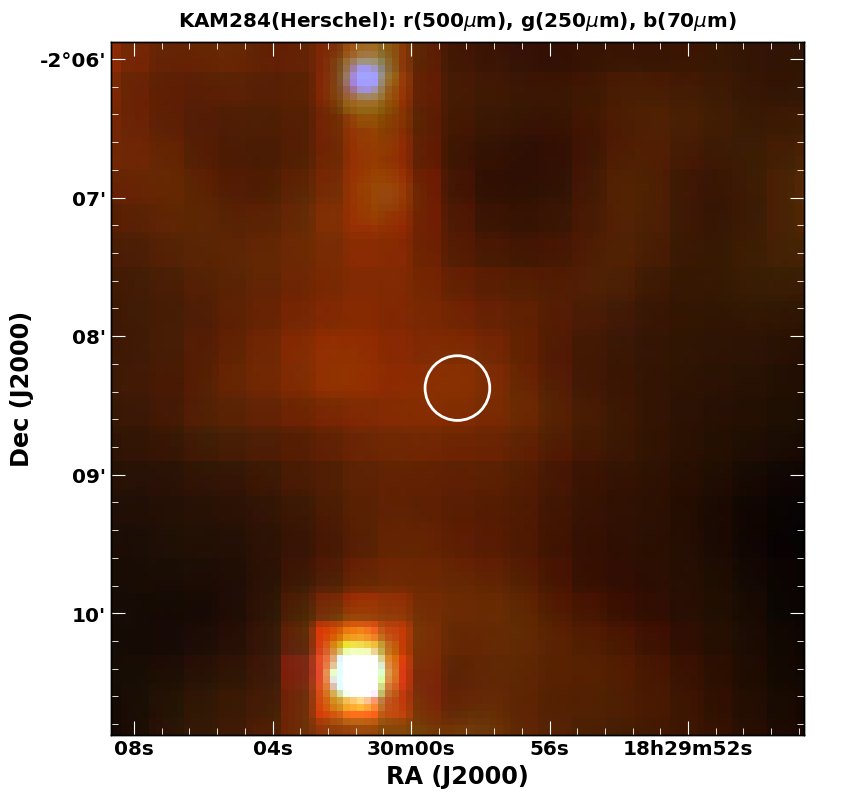 KAM284(Herschel): r(500μm), g(250μm), b(70μm)
-2°06'
07'
08'
09'
10'
Dec (J2000)
08s 04s 30m00s 56s 18h29m52s
RA (J2000)